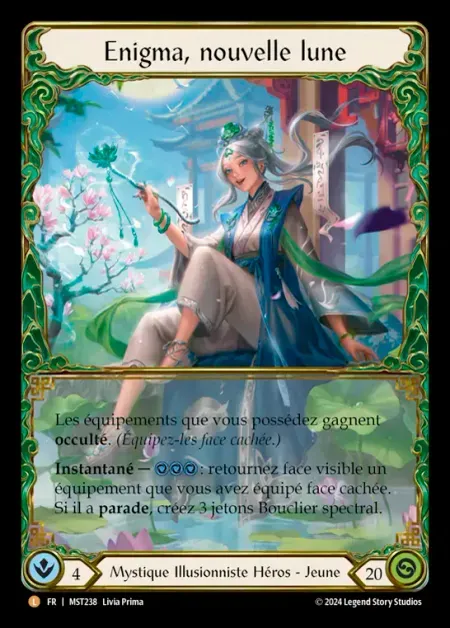 Enigma, nouvelle lune
Les équipements que vous possédez gagnent
occulté. (Équipez-les face cachée.)
Instantané — : retournez face visible un
équipement que vous avez équipé face cachée.
Si il a parade, créez 3 jetons Bouclier spectral.
4 Mystique Illusionniste Héros - Jeune 20
L FR | MST238 Livia Prima © 2024 Legend Story Studios